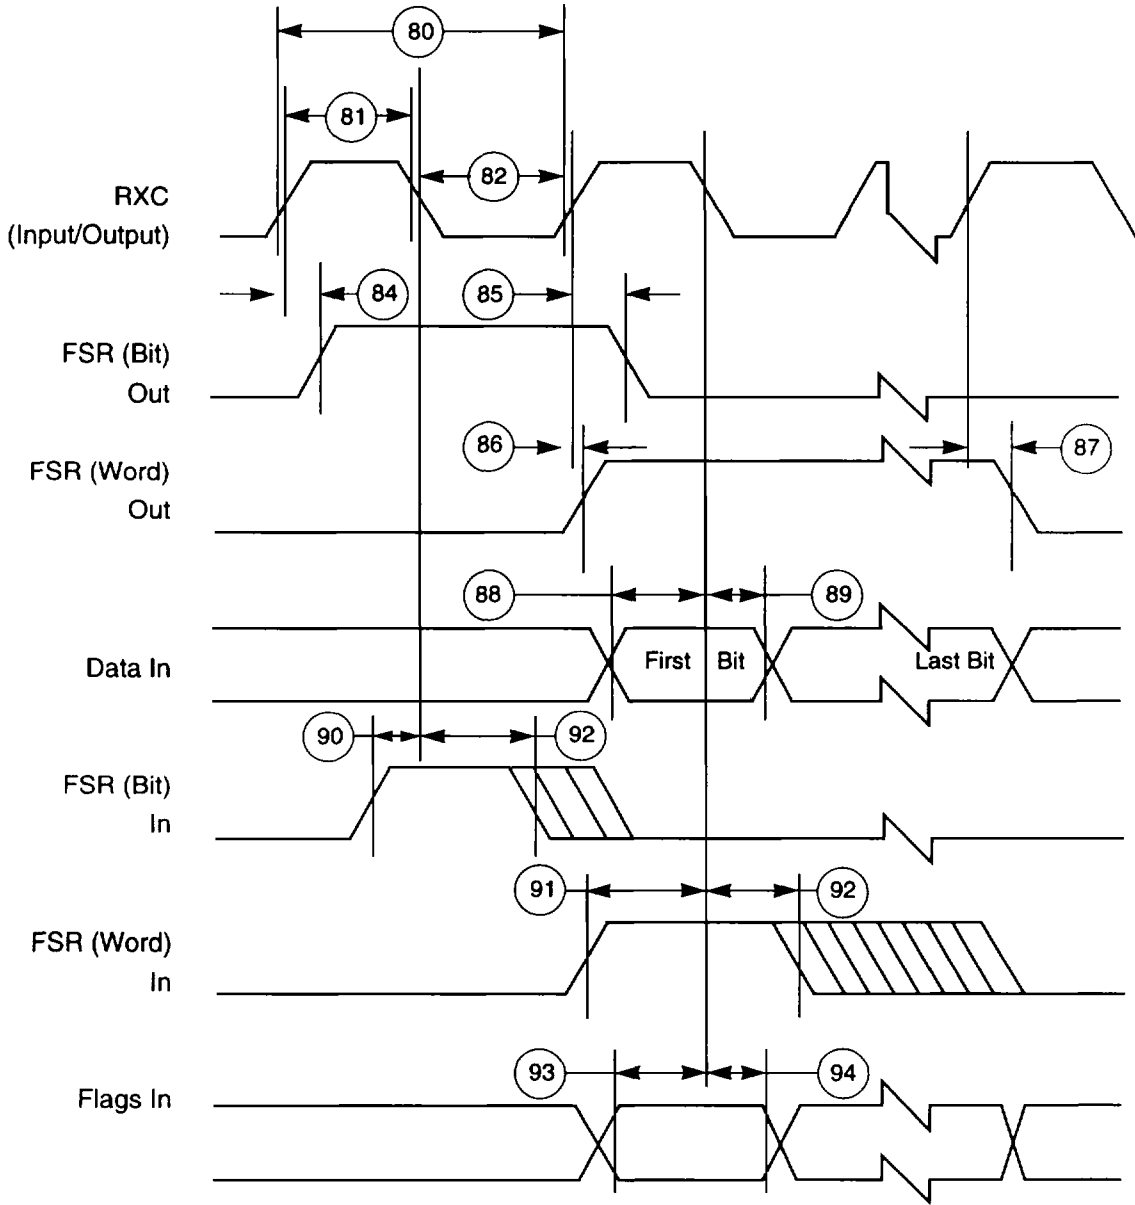 80
81
82
RXC
(Input/Output)
84
85
FSR (Bit)
Out
86
87
FSR (Word)
Out
88
89
Data In
First Bit
Last Bit
90
92
FSR (Bit)
In
91
92
FSR (Word)
In
93
94
Flags In